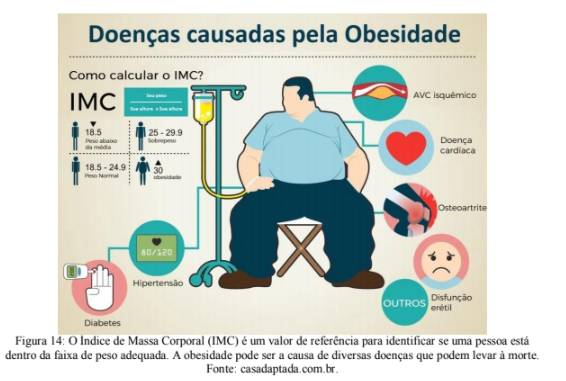 Doenças causadas pela Obesidade
Como calcular o IMC?
IMC
Seu peso
Sua altura x Sua altura
18.5
Peso abaixo
da média
25 - 29.9
Sobrepeso
18.5 - 24.9
Peso Normal
30
obesidade
AVC isquêmico
Doença
cardíaca
Osteoartrite
80/120
Hipertensão
Diabetes
OUTROS
Disfunção
erétil
Figura 14: O Índice de Massa Corporal (IMC) é um valor de referência para identificar se uma pessoa está
dentro da faixa de peso adequada. A obesidade pode ser a causa de diversas doenças que podem levar à morte.
Fonte: casadaptada.com.br.